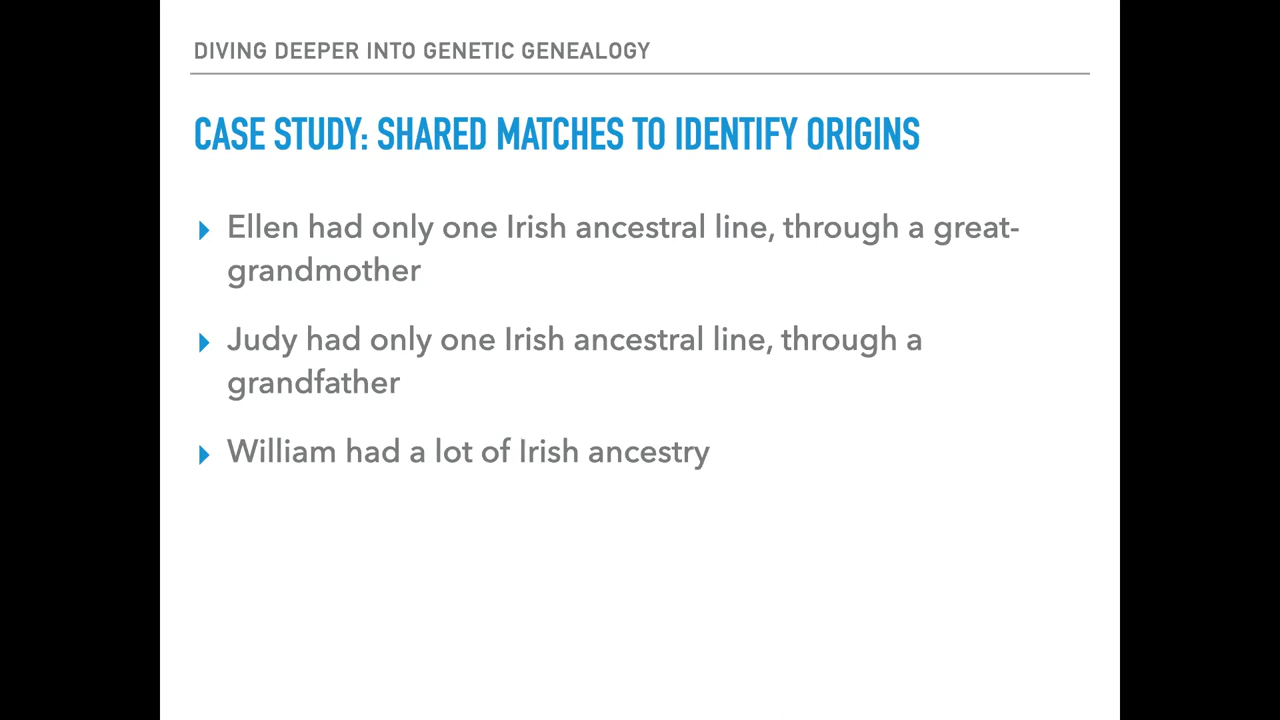 DIVING DEEPER INTO GENETIC GENEALOGY
CASE STUDY: SHARED MATCHES TO IDENTIFY ORIGINS
Ellen had only one Irish ancestral line, through a great-
grandmother
Judy had only one Irish ancestral line, through a
grandfather
William had a lot of Irish ancestry